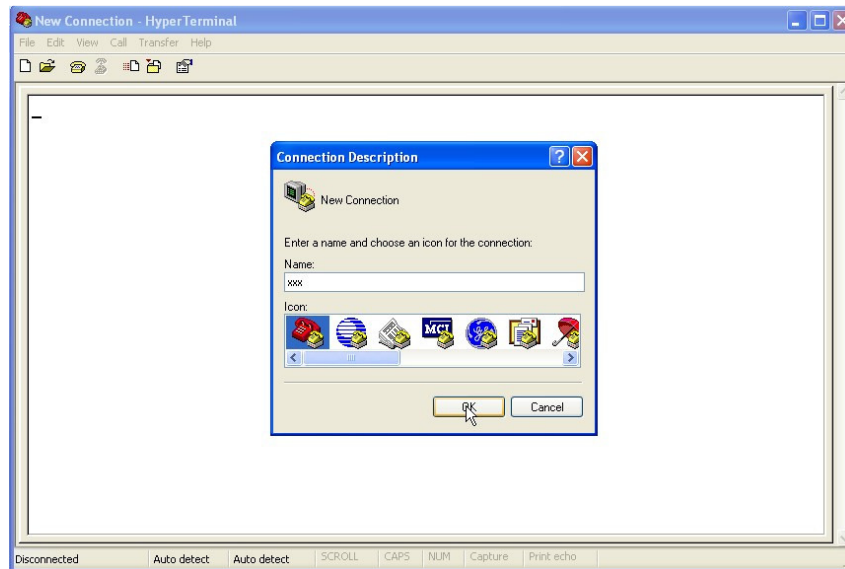 New Connection - HyperTerminal
File Edit View Call Transfer Help
Connection Description
New Connection
Enter a name and choose an icon for the connection:
Name:
xxx
Icon:
MCI
OK Cancel
Disconnected Auto detect Auto detect SCROLL CAPS NUM Capture Print echo